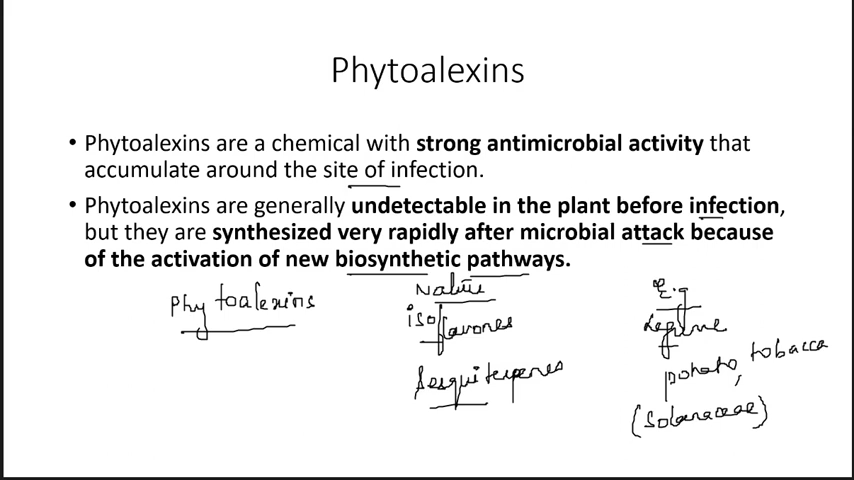 Phytoalexins
• Phytoalexins are a chemical with strong antimicrobial activity that
accumulate around the site of infection.
• Phytoalexins are generally undetectable in the plant before infection,
but they are synthesized very rapidly after microbial attack because
of the activation of new biosynthetic pathways.
Phytoalexins Nature E.g
isoflavones
Sesquiterpenes potato, tobacca
(Solanaceae)